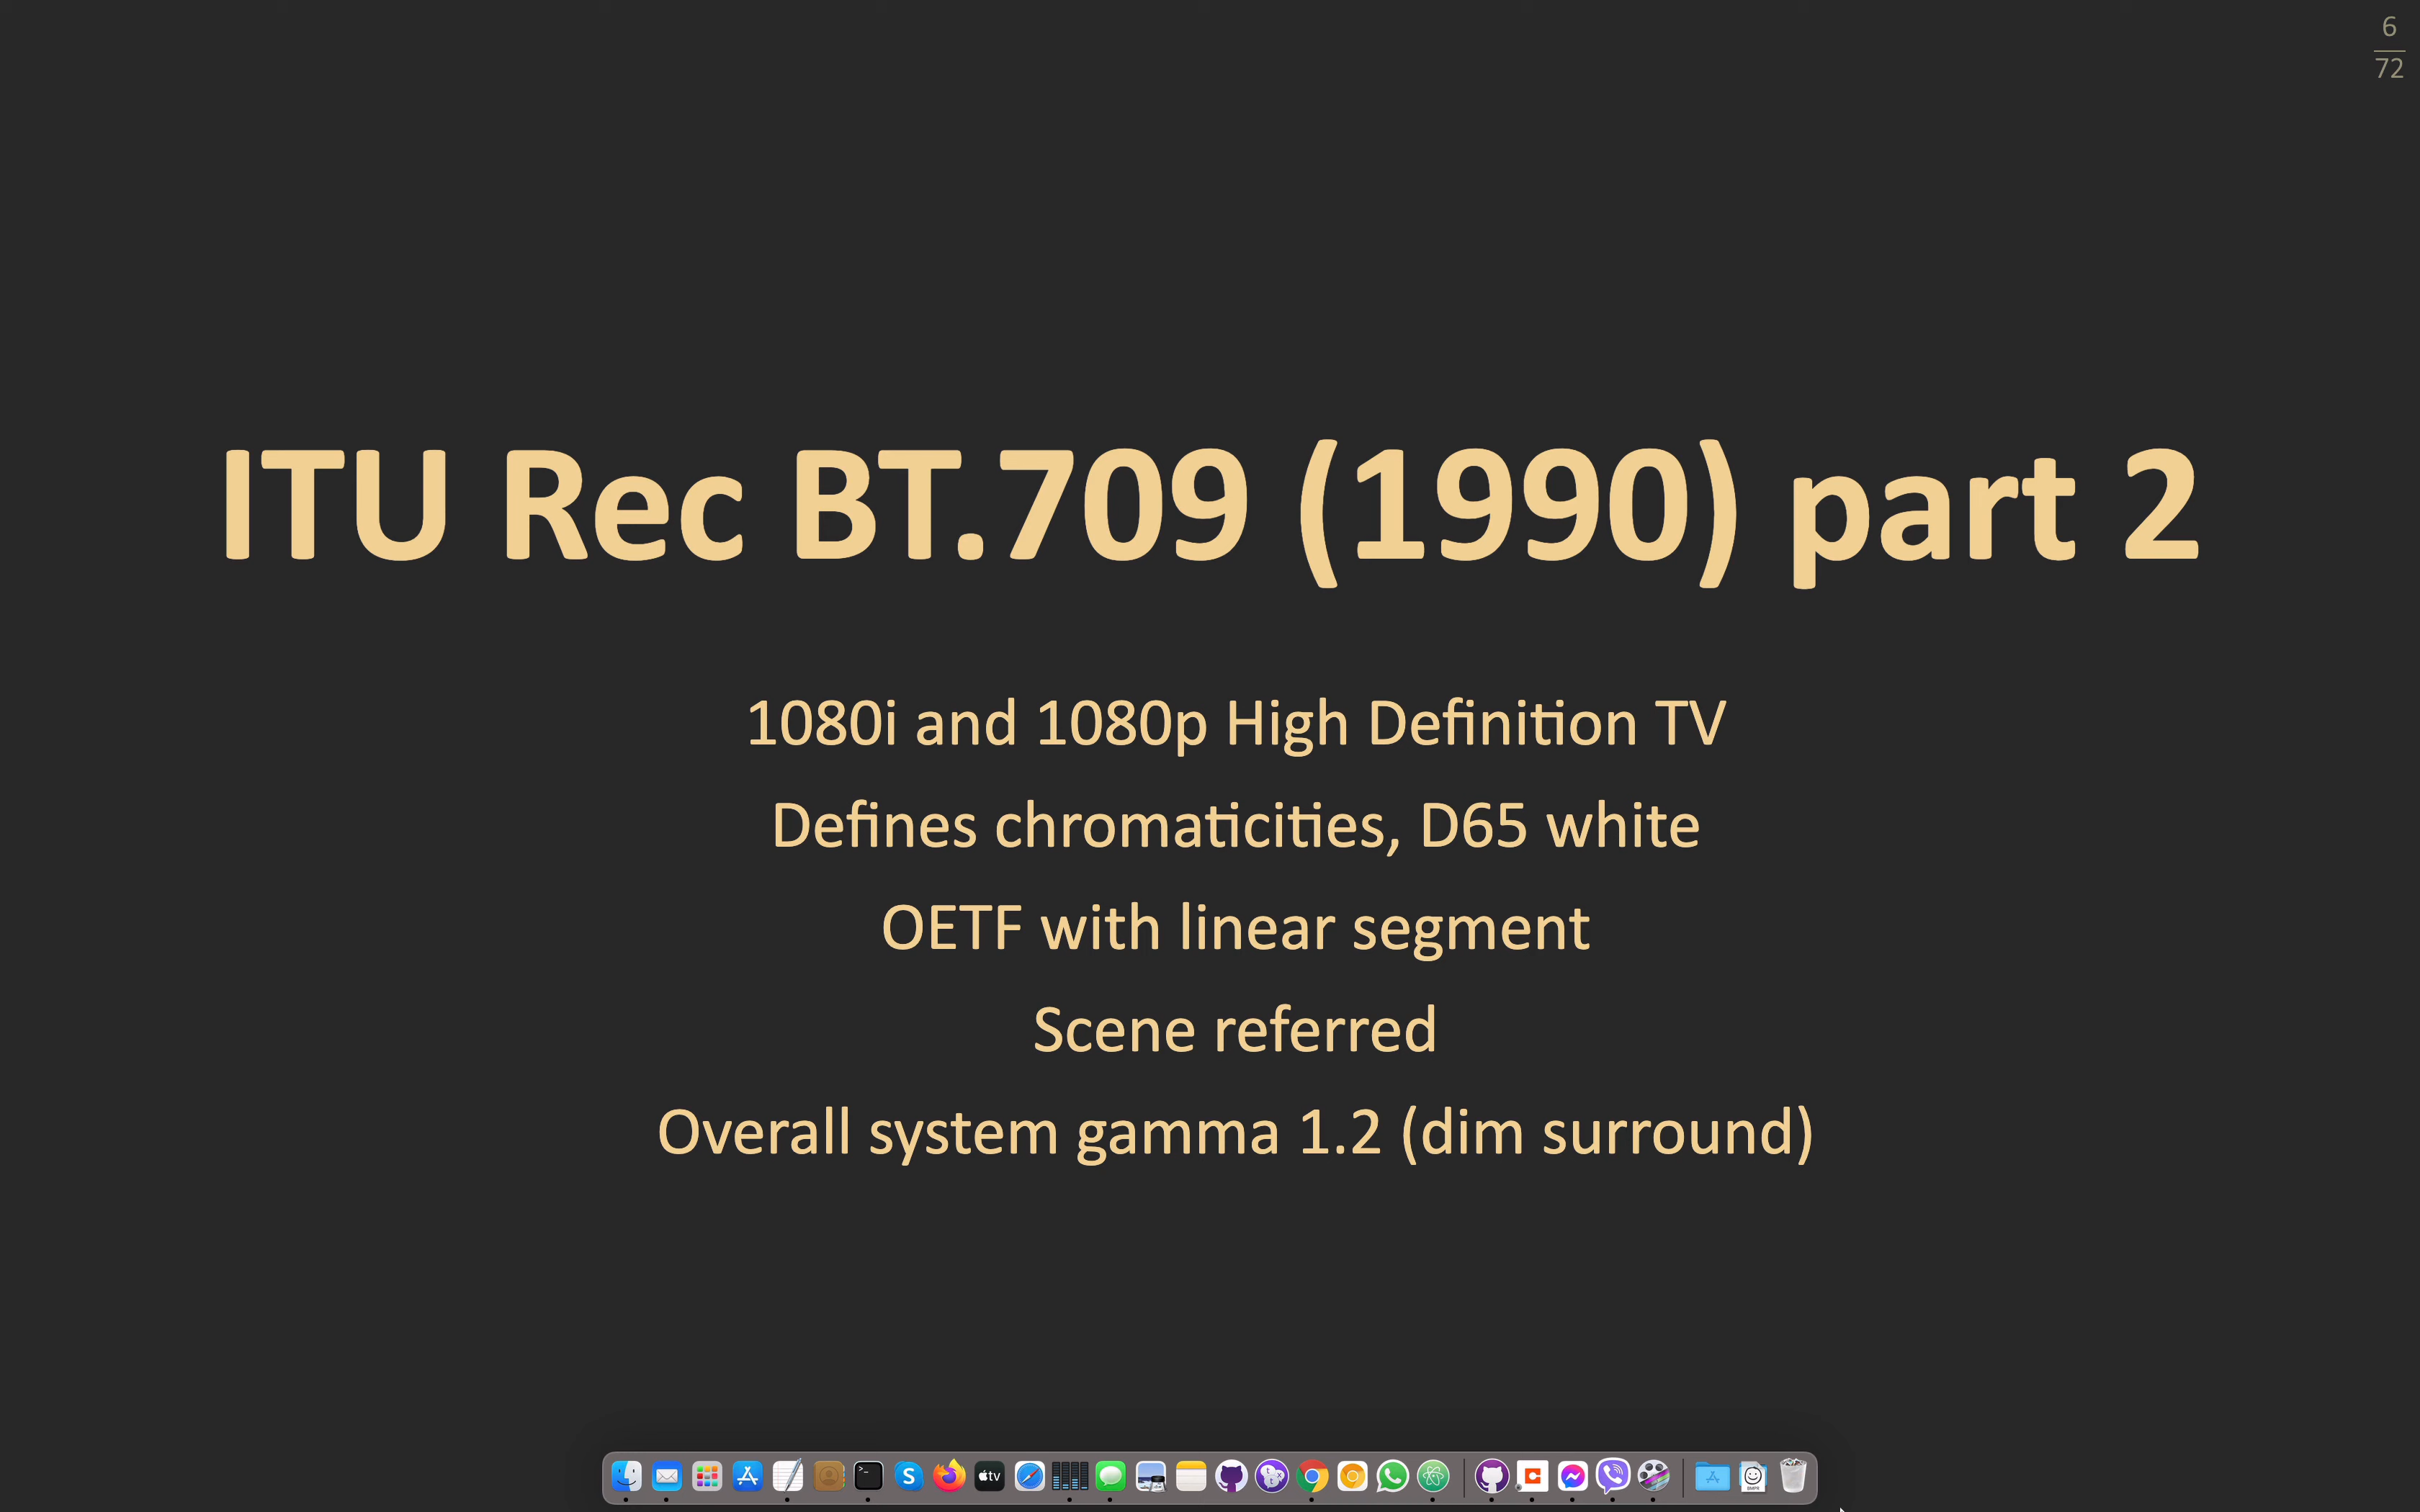 6
72
ITU Rec BT.709 (1990) part 2
1080i and 1080p High Definition TV
Defines chromaticities, D65 white
OETF with linear segment
Scene referred
Overall system gamma 1.2 (dim surround)
tv